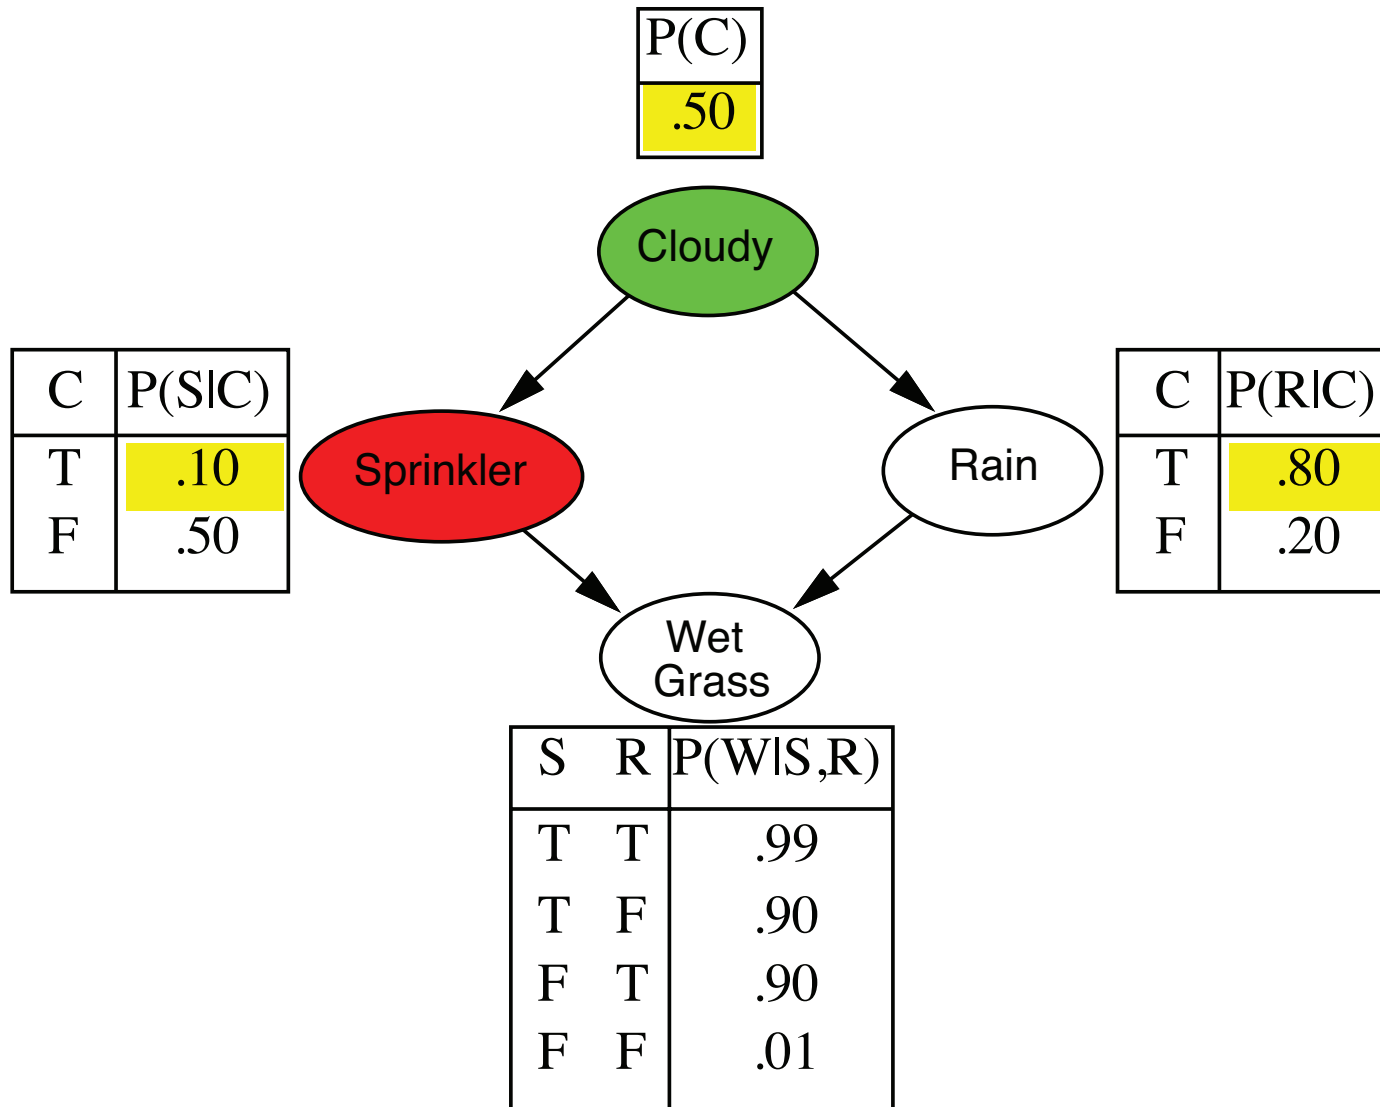 P(C)
.50
Cloudy
C P(S|C)
T .10
F .50
Sprinkler
Rain
C P(R|C)
T .80
F .20
Wet
Grass
S R P(W|S,R)
T T .99
T F .90
F T .90
F F .01